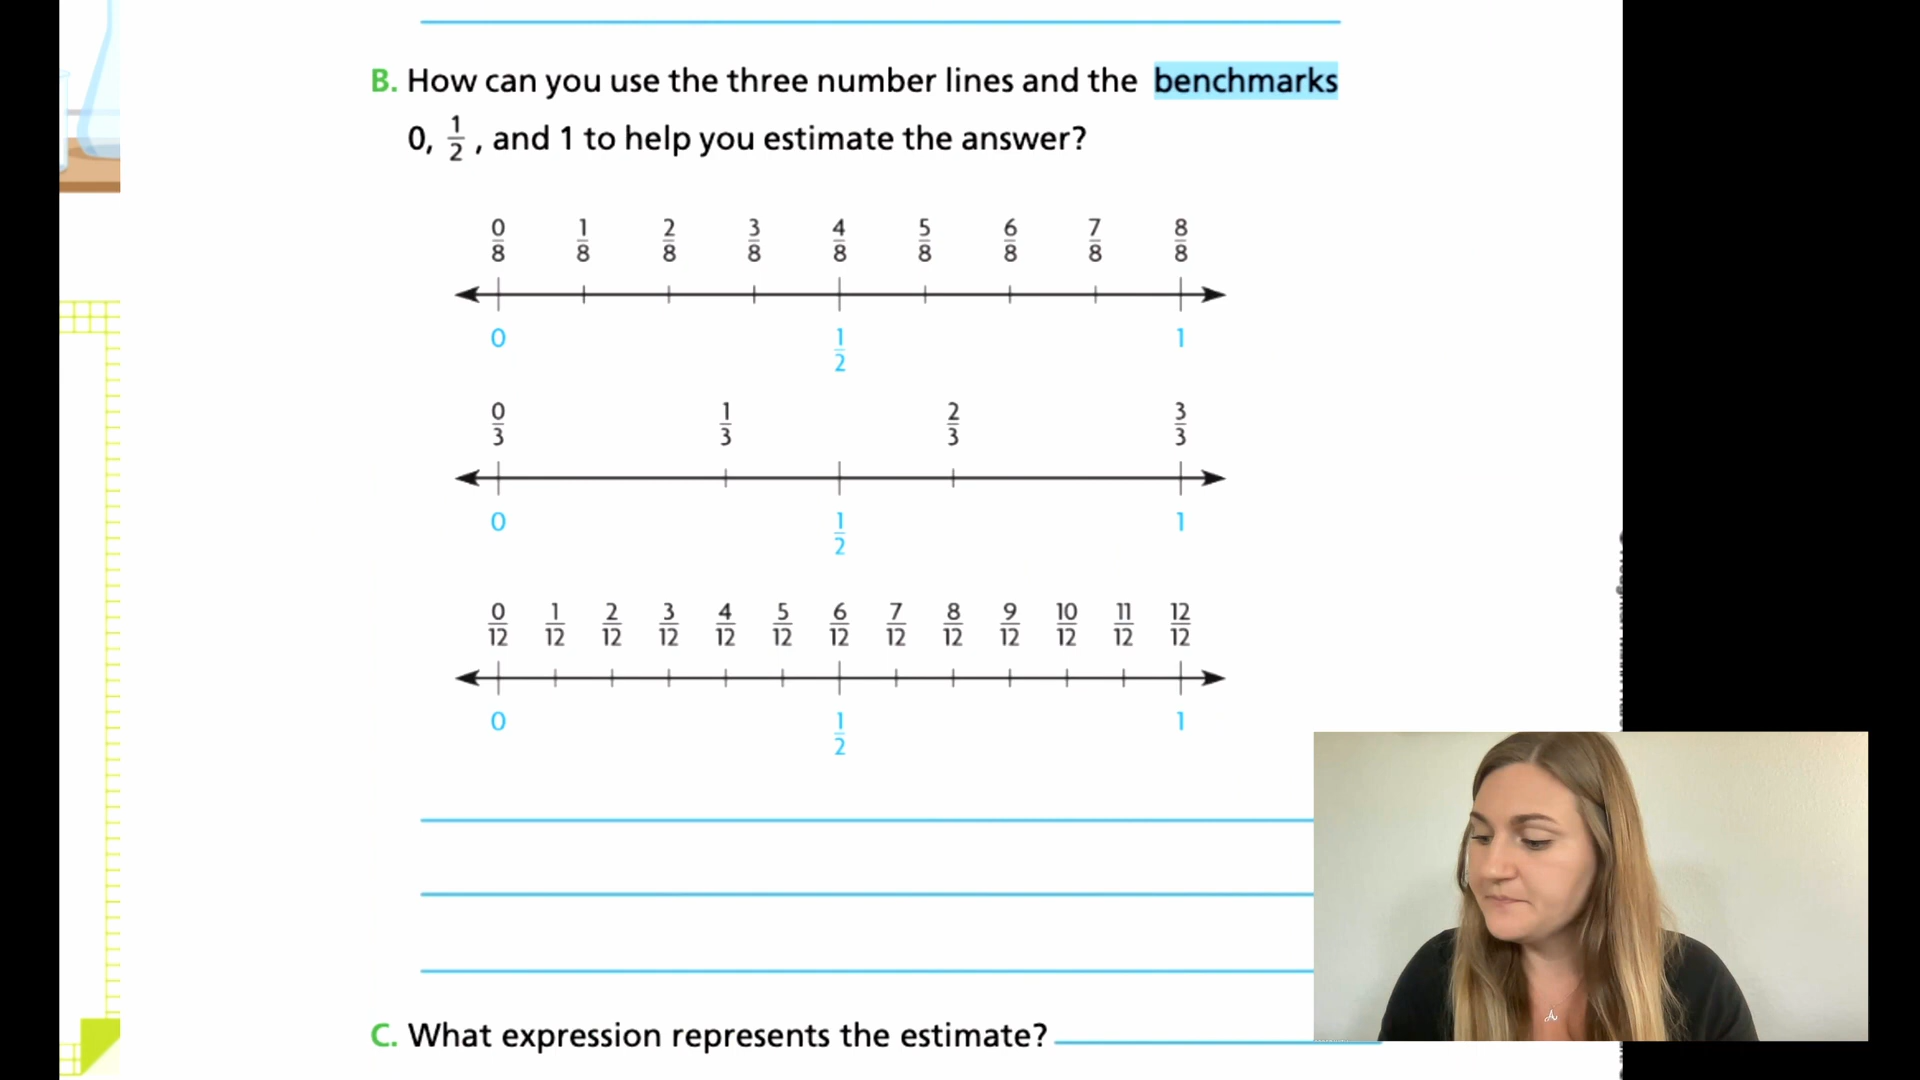 B. How can you use the three number lines and the benchmarks
0, 1/2, and 1 to help you estimate the answer?
0/8 1/8 2/8 3/8 4/8 5/8 6/8 7/8 8/8
0 1/2 1
0/3 1/3 2/3 3/3
0 1/2 1
0/12 1/12 2/12 3/12 4/12 5/12 6/12 7/12 8/12 9/12 10/12 11/12 12/12
0 1/2 1
C. What expression represents the estimate?